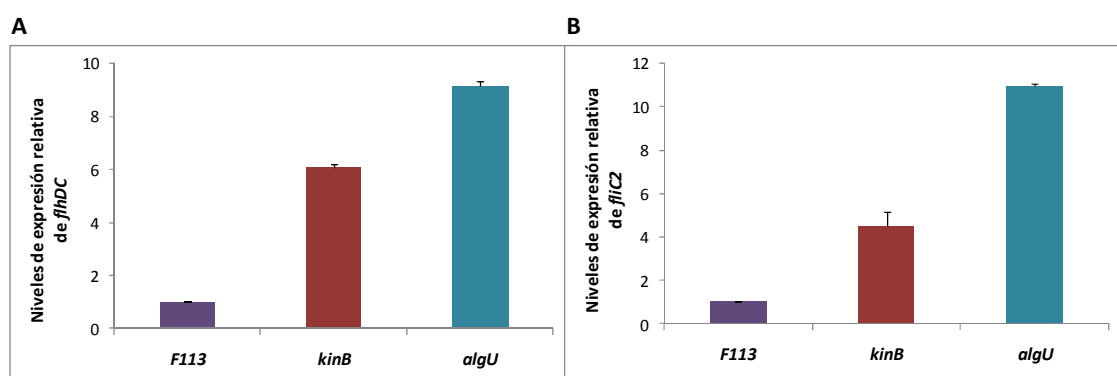 A
Niveles de expresión relativa
de flhDC
10
8
6
4
2
0
F113
kinB
algU
B
Niveles de expresión relativa
de fliC2
12
10
8
6
4
2
0
F113
kinB
algU